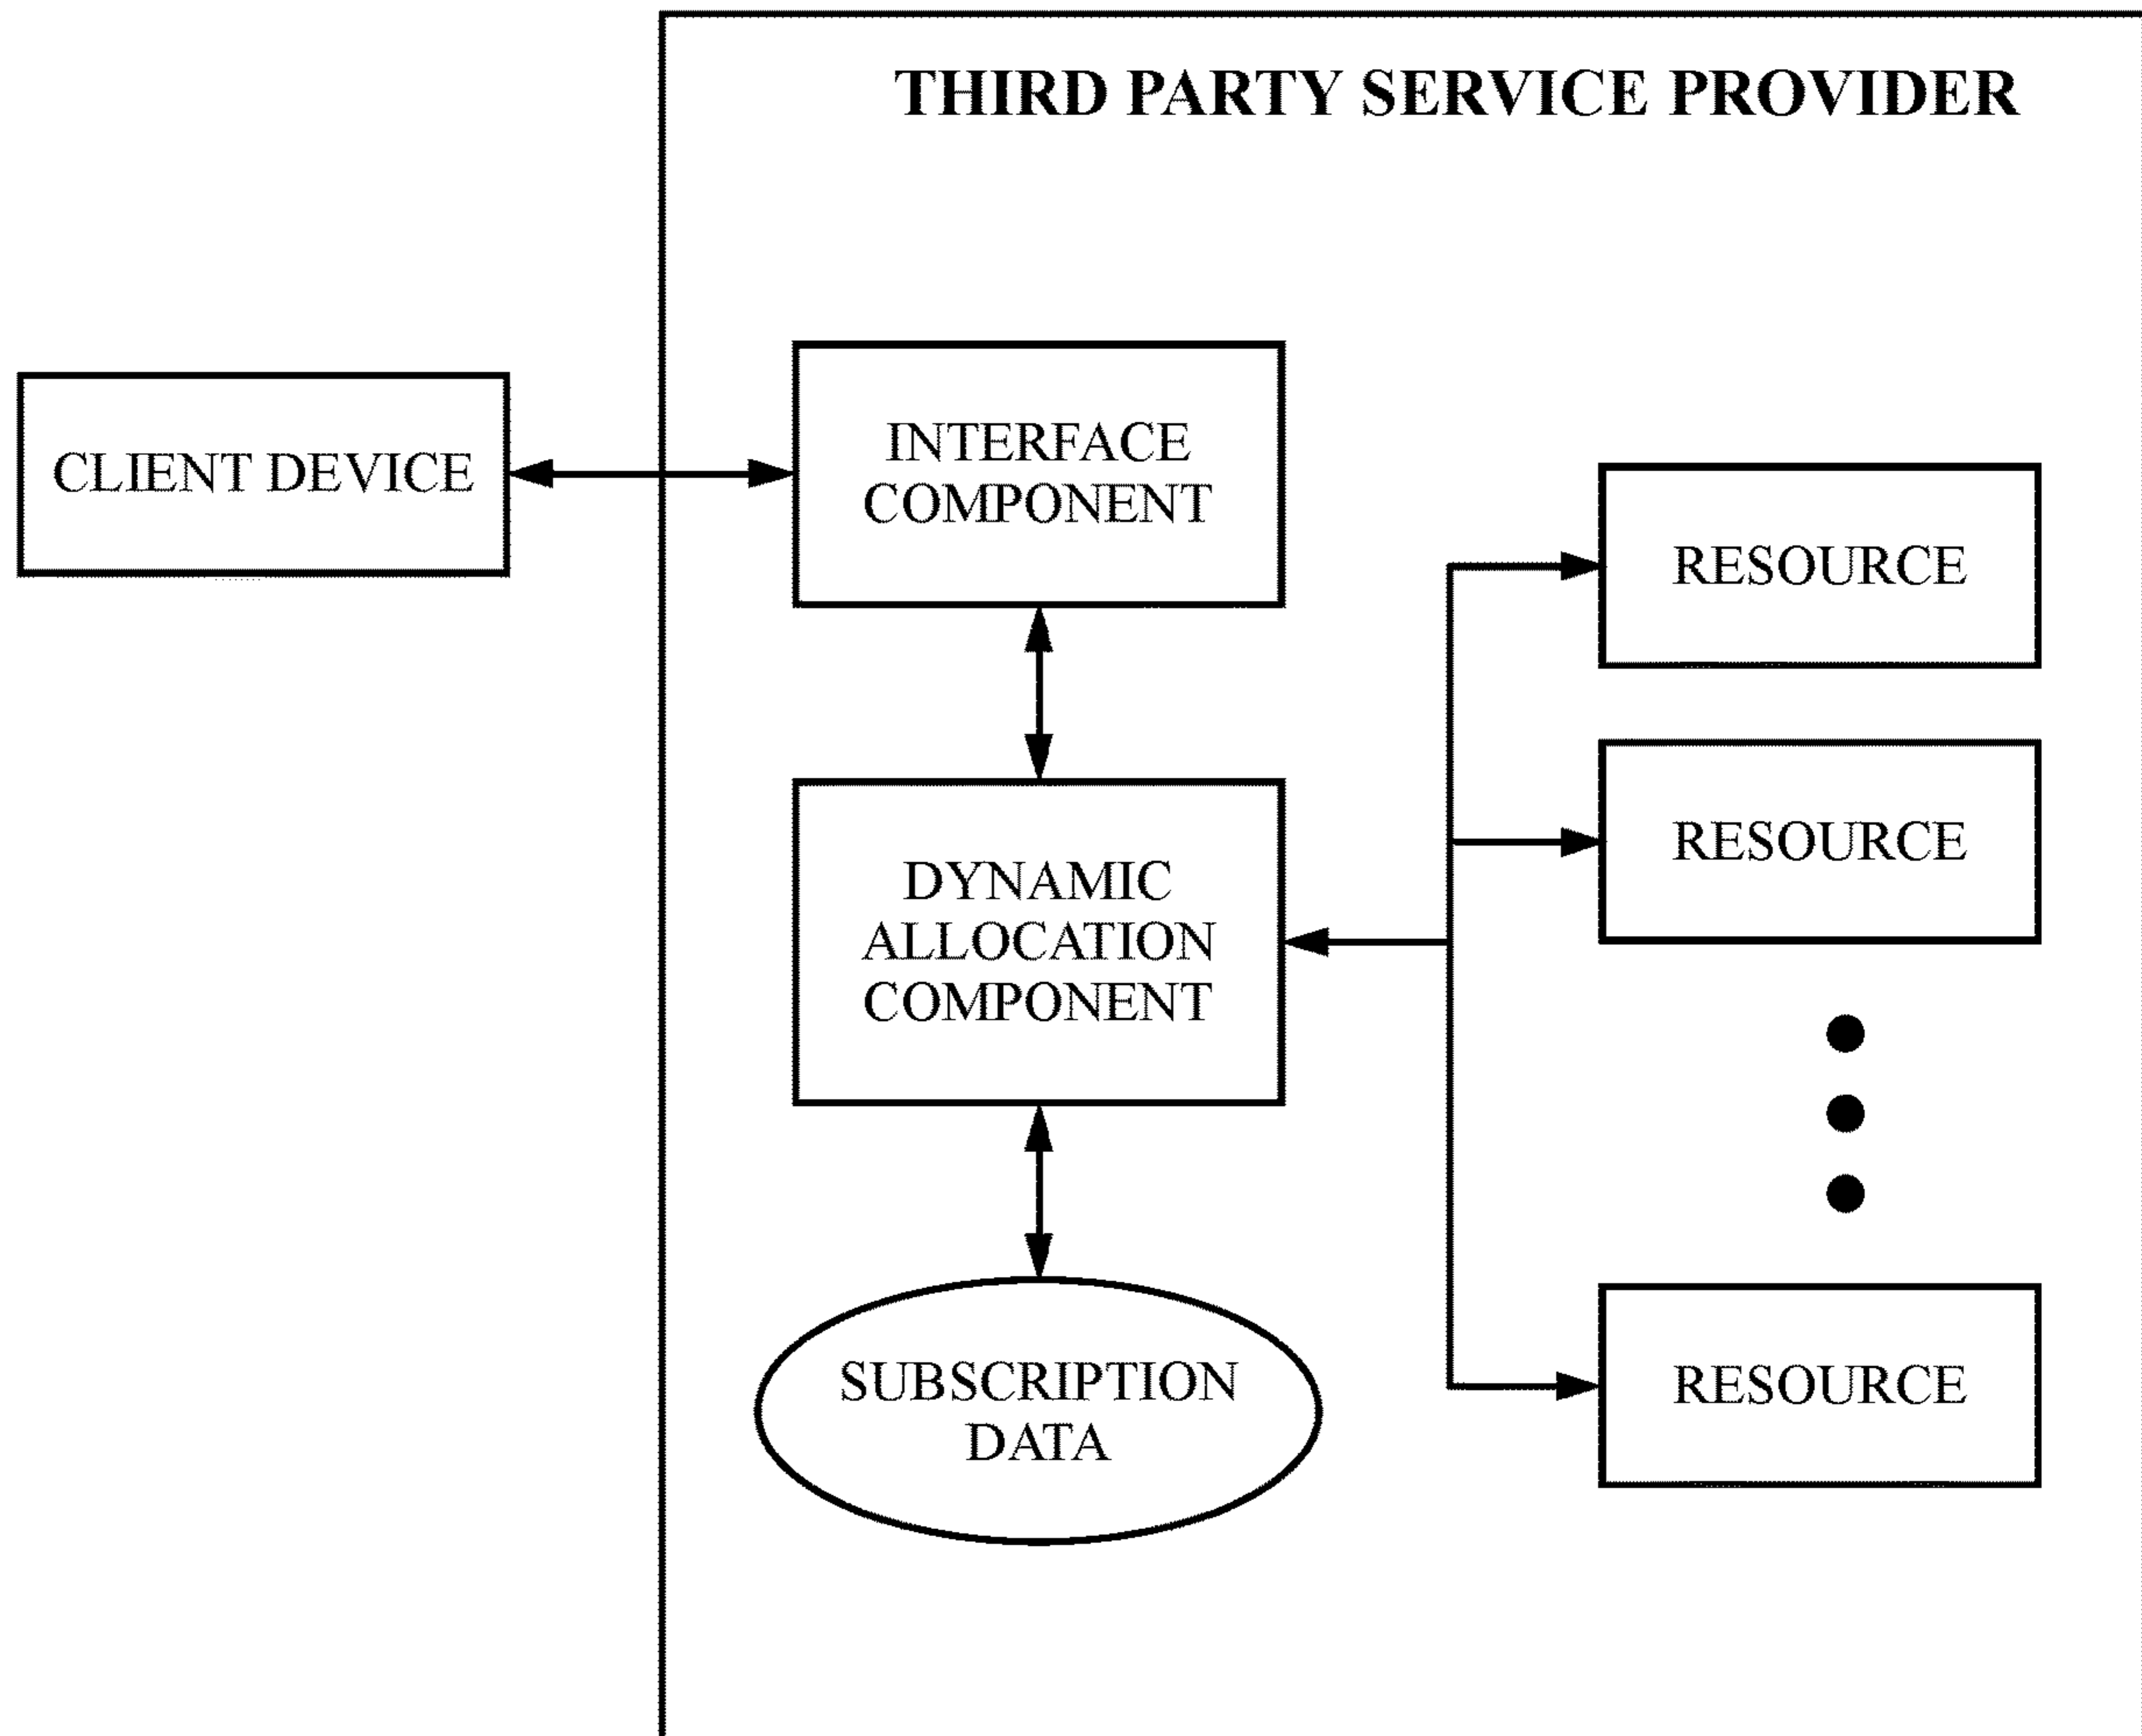 THIRD PARTY SERVICE PROVIDER
CLIENT DEVICE
INTERFACE
COMPONENT
RESOURCE
RESOURCE
DYNAMIC
ALLOCATION
COMPONENT
SUBSCRIPTION
DATA
RESOURCE